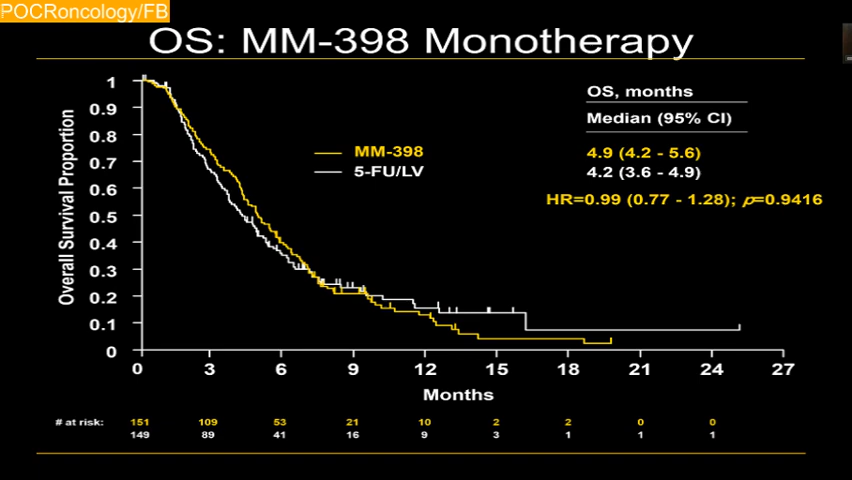 POCRoncology/FB
OS: MM-398 Monotherapy
OS, months
Median (95% CI)
4.9 (4.2 - 5.6)
4.2 (3.6 - 4.9)
HR=0.99 (0.77 - 1.28); p=0.9416
MM-398
5-FU/LV
Overall Survival Proportion
1
0.9
0.8
0.7
0.6
0.5
0.4
0.3
0.2
0.1
0
0 3 6 9 12 15 18 21 24 27
Months
# at risk: 151 109 53 21 10 2 2 0 0
149 89 41 16 9 3 1 1 1